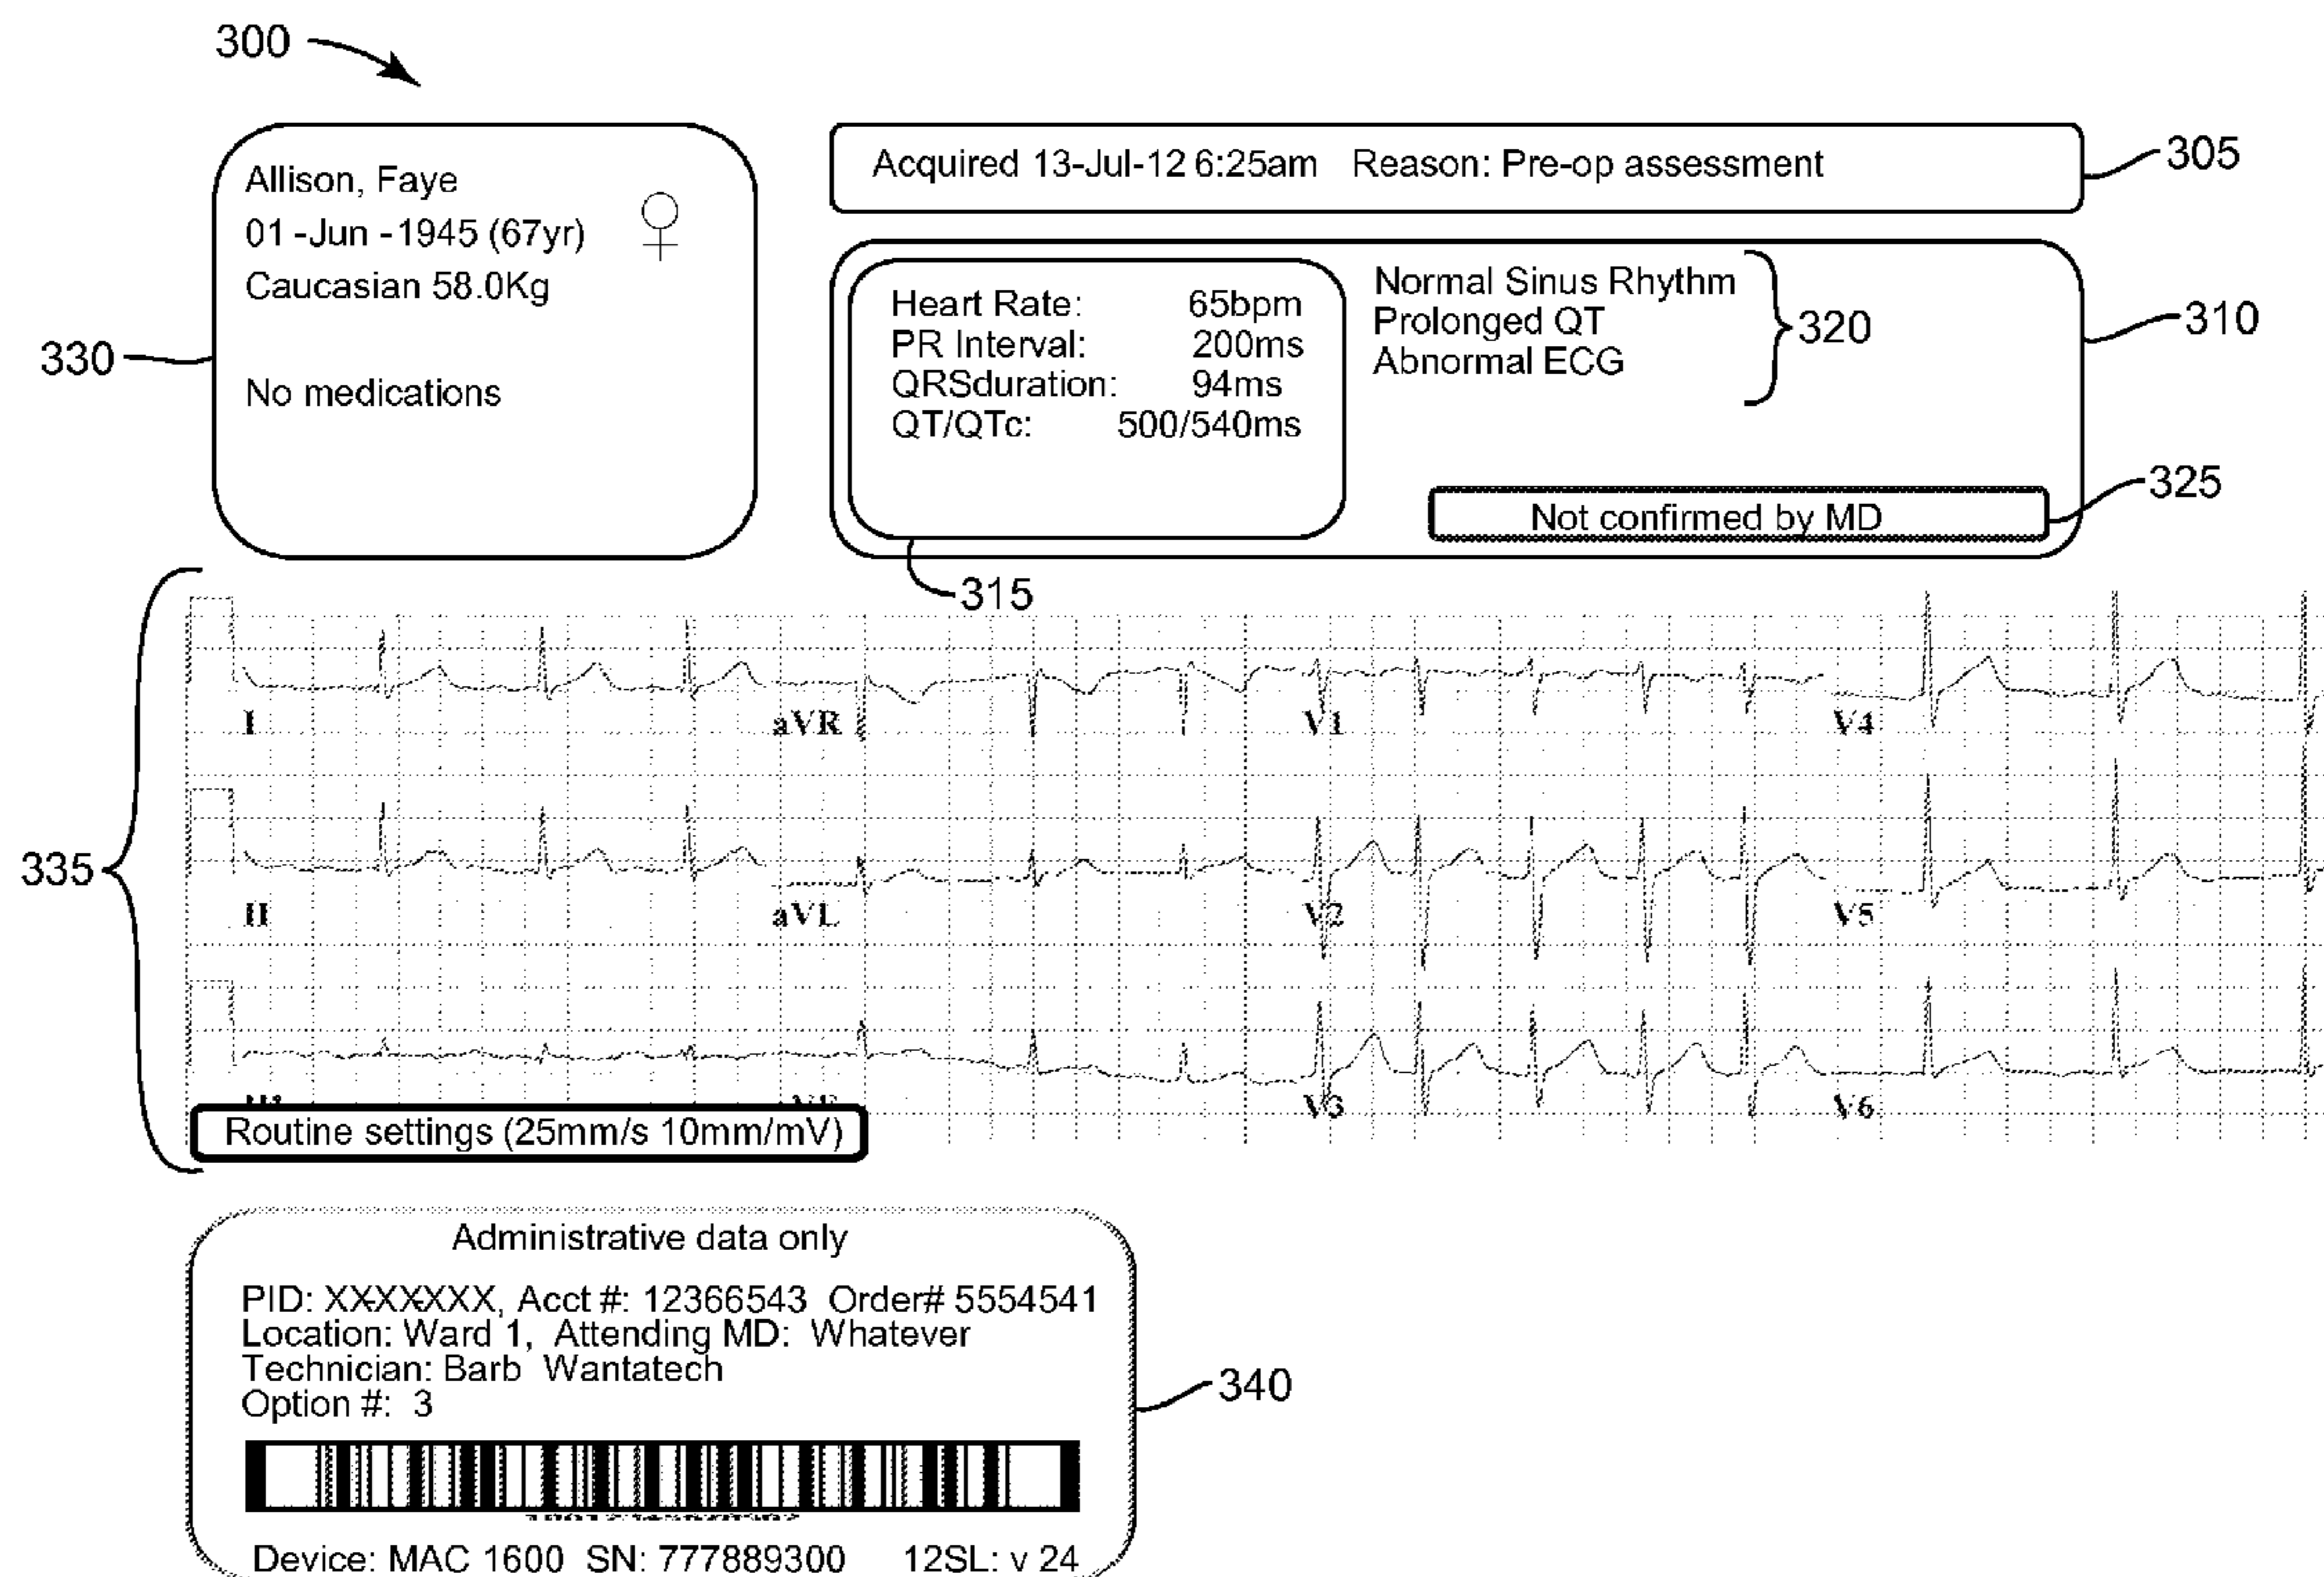 300
Allison, Faye
01 -Jun -1945 (67yr)
Caucasian 58.0Kg
No medications
330
Acquired 13-Jul-12 6:25am Reason: Pre-op assessment
305
Heart Rate: 65bpm
PR Interval: 200ms
QRSduration: 94ms
QT/QTc: 500/540ms
315
Normal Sinus Rhythm
Prolonged QT
Abnormal ECG
320
310
Not confirmed by MD
325
335
I aVR V1 V4
II aVL V2 V5
V3 V6
Routine settings (25mm/s 10mm/mV)
Administrative data only
PID: XXXXXXX, Acct #: 12366543 Order# 5554541
Location: Ward 1, Attending MD: Whatever
Technician: Barb Wantatech
Option #: 3
340
Device: MAC 1600 SN: 777889300 12SL: v 24